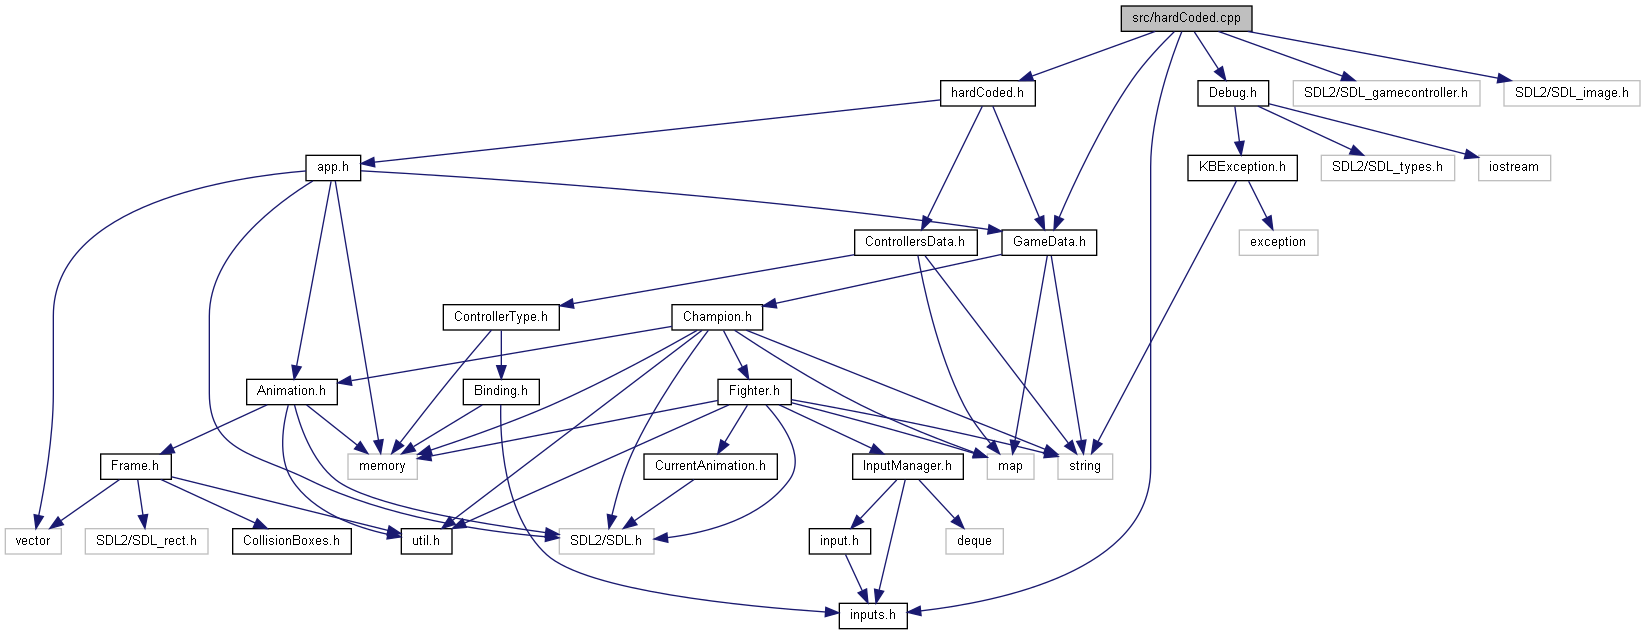 src/hardCoded.cpp
hardCoded.h
Debug.h
SDL2/SDL_gamecontroller.h
SDL2/SDL_image.h
app.h
KBException.h
SDL2/SDL_types.h
iostream
ControllersData.h
GameData.h
exception
ControllerType.h
Champion.h
Animation.h
Binding.h
Fighter.h
Frame.h
memory
CurrentAnimation.h
InputManager.h
map
string
vector
SDL2/SDL_rect.h
CollisionBoxes.h
util.h
SDL2/SDL.h
input.h
deque
inputs.h